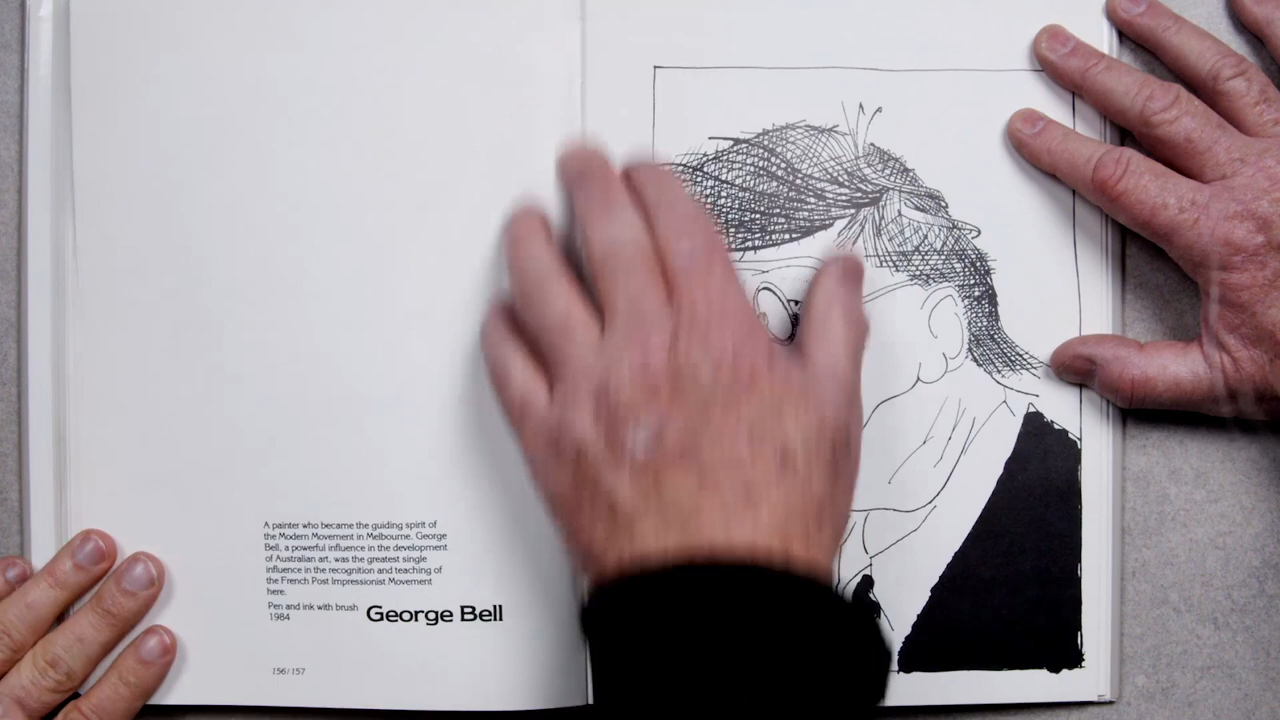 A painter who became the guiding spirit of
the Modern Movement in Melbourne. George
Bell, a powerful influence in the development
of Australian art, was the greatest single
influence in the recognition and teaching of
the French Post Impressionist Movement
here.
Pen and ink with brush
1984
George Bell
156/157